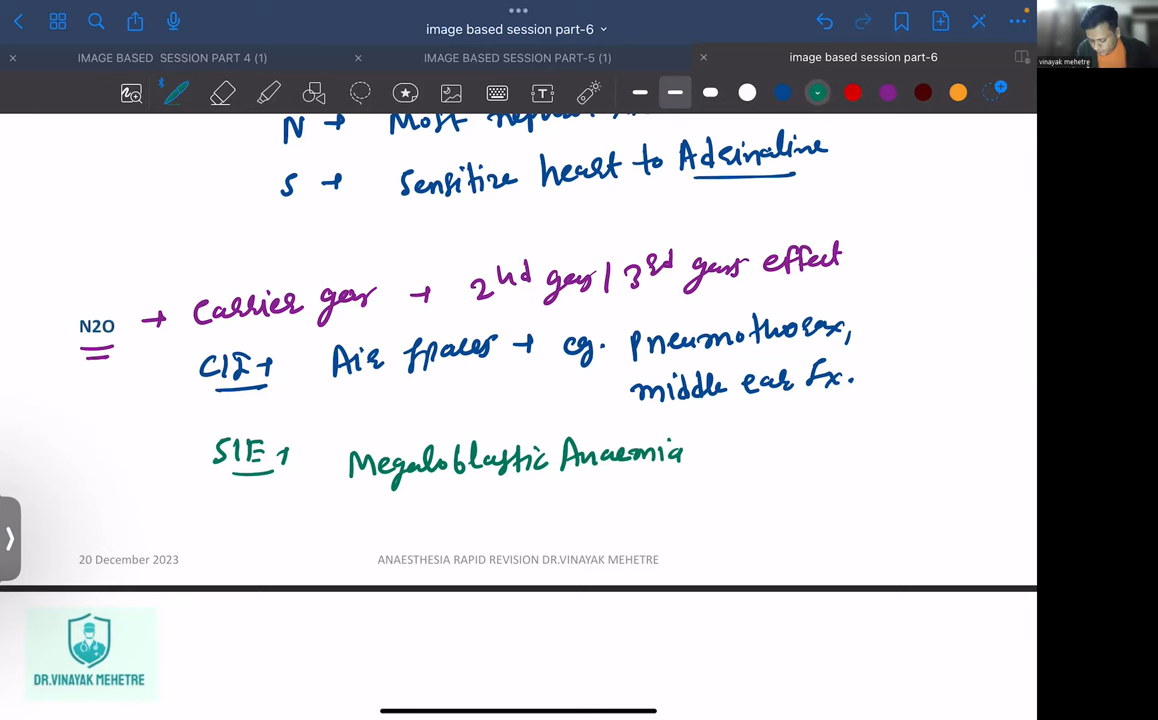 image based session part-6
IMAGE BASED SESSION PART 4 (1)
IMAGE BASED SESSION PART-5 (1)
image based session part-6
vinayak mehetre
N → Most
S → Sensitize heart to Adrinaline
N2O → Carrier gas → 2nd gas / 3rd gas effect
C/I → Air spaces → eg. Pneumothorax,
middle ear Sx.
S/E → Megaloblastic Anaemia
20 December 2023
ANAESTHESIA RAPID REVISION DR.VINAYAK MEHETRE
DR.VINAYAK MEHETRE